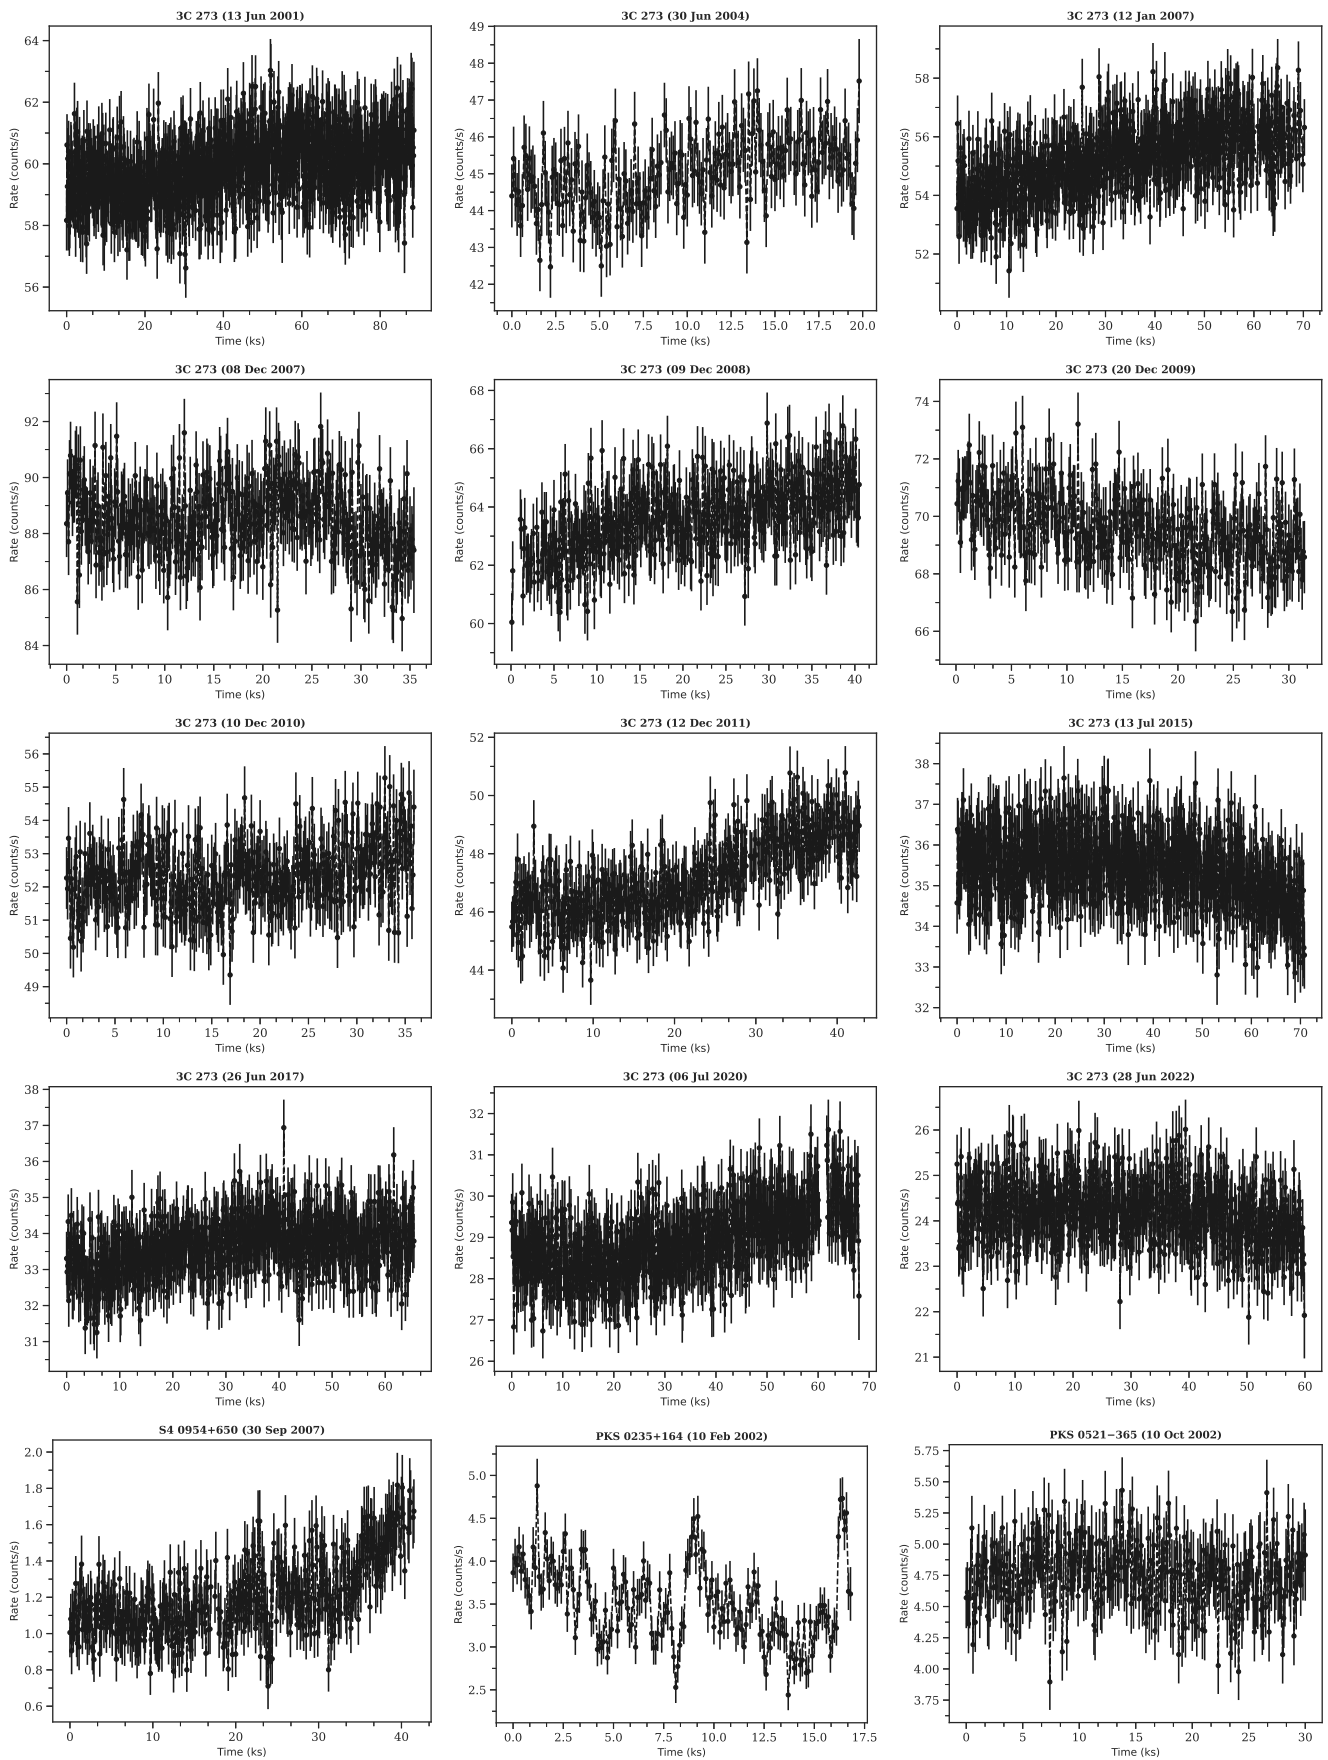 3C 273 (13 Jun 2001)
Rate (counts/s)
64
62
60
58
56
0 20 40 60 80
Time (ks)
3C 273 (30 Jun 2004)
Rate (counts/s)
49
48
47
46
45
44
43
42
0.0 2.5 5.0 7.5 10.0 12.5 15.0 17.5 20.0
Time (ks)
3C 273 (12 Jan 2007)
Rate (counts/s)
58
56
54
52
0 10 20 30 40 50 60 70
Time (ks)
3C 273 (08 Dec 2007)
Rate (counts/s)
92
90
88
86
84
0 5 10 15 20 25 30 35
Time (ks)
3C 273 (09 Dec 2008)
Rate (counts/s)
68
66
64
62
60
0 5 10 15 20 25 30 35 40
Time (ks)
3C 273 (20 Dec 2009)
Rate (counts/s)
74
72
70
68
66
0 5 10 15 20 25 30
Time (ks)
3C 273 (10 Dec 2010)
Rate (counts/s)
56
55
54
53
52
51
50
49
0 5 10 15 20 25 30 35
Time (ks)
3C 273 (12 Dec 2011)
Rate (counts/s)
52
50
48
46
44
0 10 20 30 40
Time (ks)
3C 273 (13 Jul 2015)
Rate (counts/s)
38
37
36
35
34
33
32
0 10 20 30 40 50 60 70
Time (ks)
3C 273 (26 Jun 2017)
Rate (counts/s)
38
37
36
35
34
33
32
31
0 10 20 30 40 50 60
Time (ks)
3C 273 (06 Jul 2020)
Rate (counts/s)
32
31
30
29
28
27
26
0 10 20 30 40 50 60 70
Time (ks)
3C 273 (28 Jun 2022)
Rate (counts/s)
26
25
24
23
22
21
0 10 20 30 40 50 60
Time (ks)
S4 0954+650 (30 Sep 2007)
Rate (counts/s)
2.0
1.8
1.6
1.4
1.2
1.0
0.8
0.6
0 10 20 30 40
Time (ks)
PKS 0235+164 (10 Feb 2002)
Rate (counts/s)
5.0
4.5
4.0
3.5
3.0
2.5
0.0 2.5 5.0 7.5 10.0 12.5 15.0 17.5
Time (ks)
PKS 0521−365 (10 Oct 2002)
Rate (counts/s)
5.75
5.50
5.25
5.00
4.75
4.50
4.25
4.00
3.75
0 5 10 15 20 25 30
Time (ks)